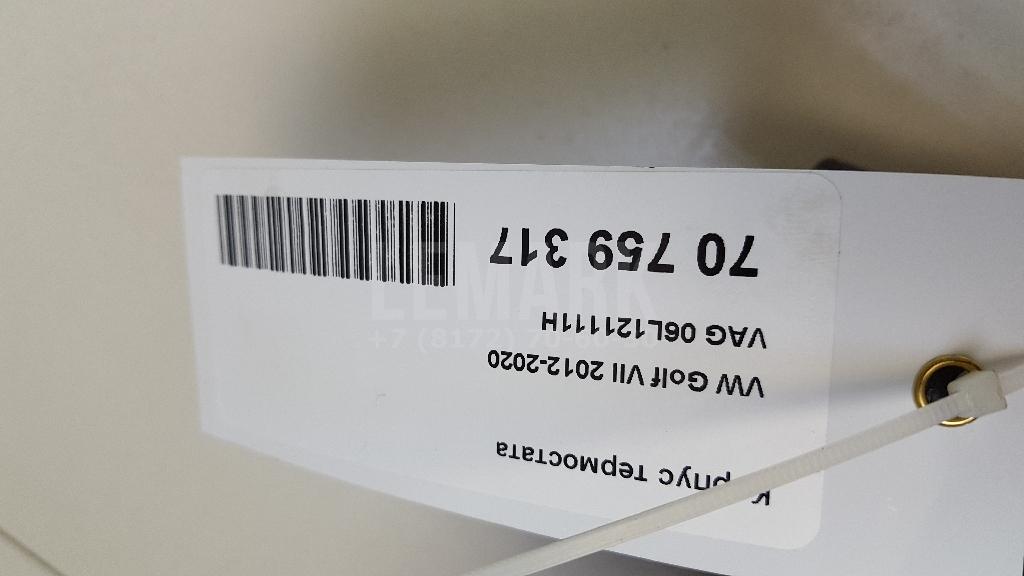 Корпус термостата
VW Golf VII 2012-2020
VAG 06L121111H
70 759 317
LEMARK